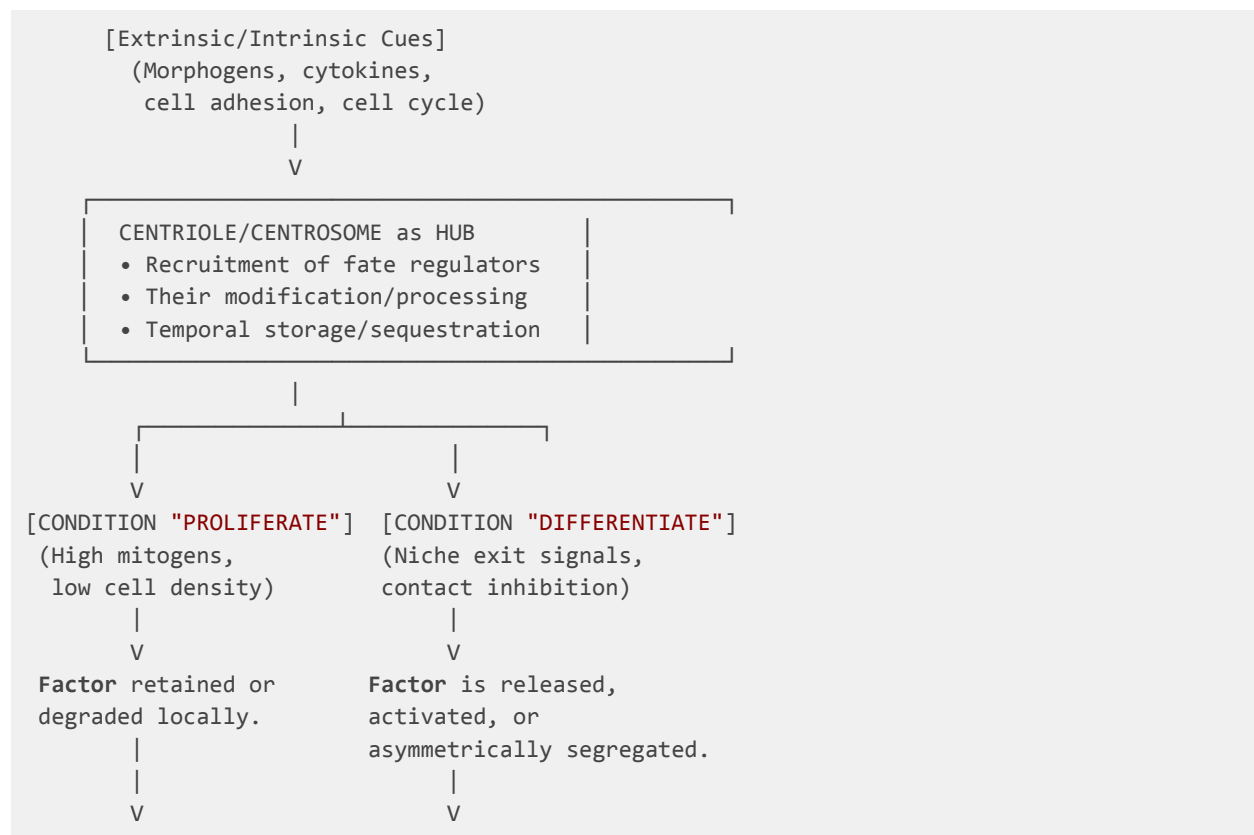 [Extrinsic/Intrinsic Cues]
(Morphogens, cytokines,
cell adhesion, cell cycle)
V
CENTRIOLE/CENTROSOME as HUB
• Recruitment of fate regulators
• Their modification/processing
• Temporal storage/sequestration
V V
[CONDITION "PROLIFERATE"] [CONDITION "DIFFERENTIATE"]
(High mitogens, (Niche exit signals,
low cell density) contact inhibition)
V V
Factor retained or Factor is released,
degraded locally. activated, or
asymmetrically segregated.
V V